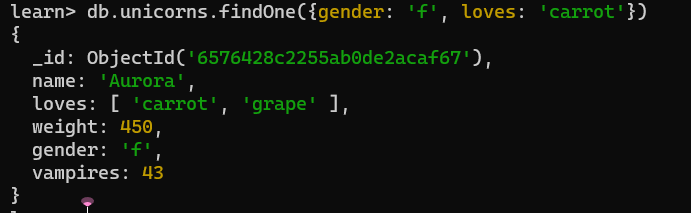 learn> db.unicorns.findOne({gender: 'f', loves: 'carrot'})
{
  _id: ObjectId('6576428c2255ab0de2acaf67'),
  name: 'Aurora',
  loves: [ 'carrot', 'grape' ],
  weight: 450,
  gender: 'f',
  vampires: 43
}